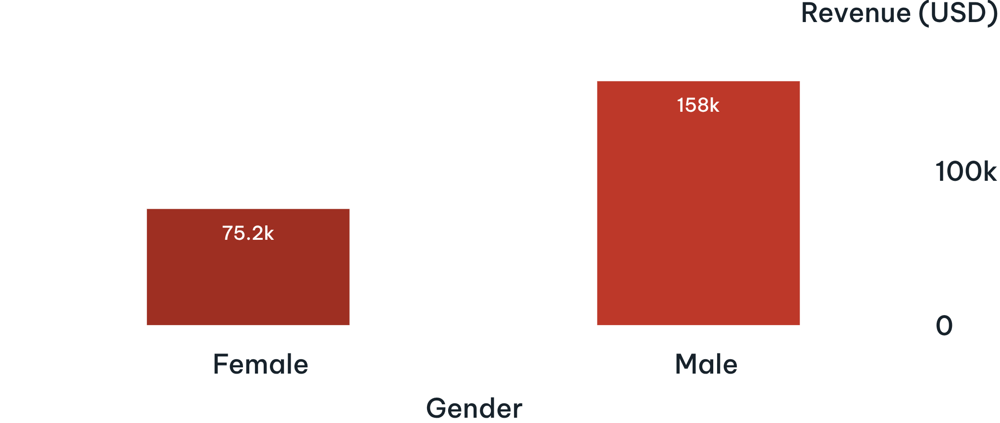 Revenue (USD)
158k
100k
75.2k
0
Female Male
Gender